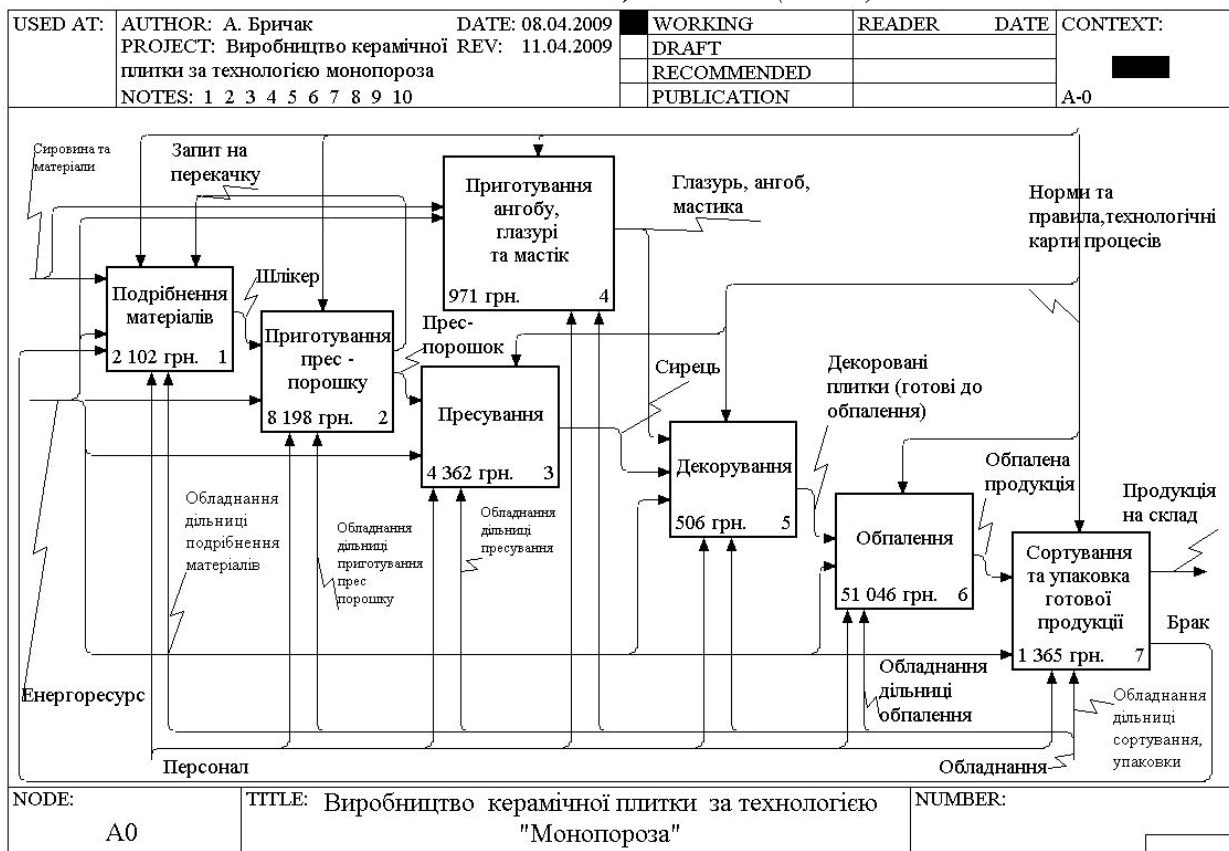 USED AT:
AUTHOR: А. Бричак
DATE: 08.04.2009
PROJECT: Виробництво керамічної
REV: 11.04.2009
плитки за технологією монопороза
NOTES: 1 2 3 4 5 6 7 8 9 10
WORKING
DRAFT
RECOMMENDED
PUBLICATION
READER
DATE
CONTEXT:
A-0
Сировина та
матеріали
Запит на
перекачку
Приготування
ангобу,
глазурі
та мастік
971 грн. 4
Глазурь, ангоб,
мастика
Норми та
правила,технологічні
карти процесів
Подрібнення
матеріалів
2 102 грн. 1
Шлікер
Приготування
прес -
порошку
8 198 грн. 2
Прес-
порошок
Пресування
4 362 грн. 3
Сирець
Декоровані
плитки (готові до
обпалення)
Декорування
506 грн. 5
Обпалена
продукція
Обпалення
51 046 грн. 6
Продукція
на склад
Сортування
та упаковка
готової
продукції
1 365 грн. 7
Брак
Обладнання
дільниці
подрібнення
матеріалів
Обладнання
дільниці
приготування
прес
порошку
Обладнання
дільниці
пресування
Енергоресурс
Обладнання
дільниці
обпалення
Обладнання
дільниці
сортування,
упаковки
Персонал
Обладнання
NODE:
A0
TITLE: Виробництво керамічної плитки за технологією
"Монопороза"
NUMBER: